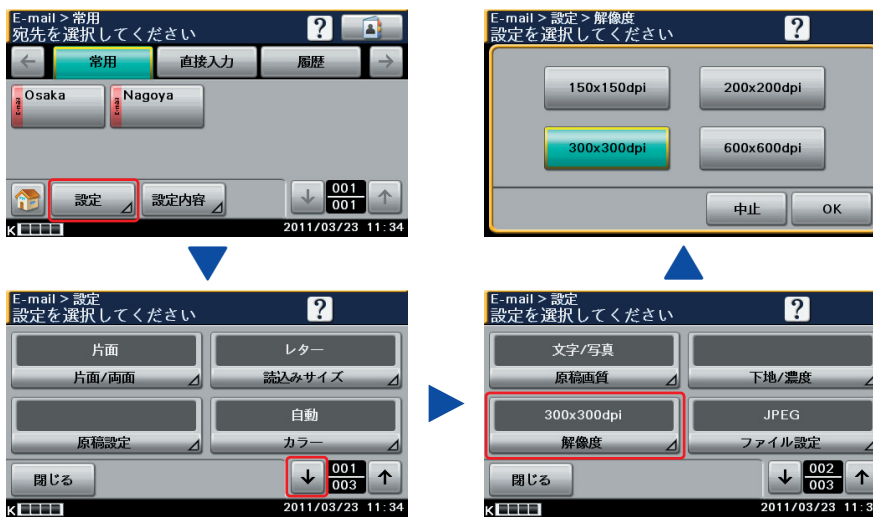 E-mail > 常用
宛先を選択してください
?
← 常用 直接入力 履歴 →
E-mail Osaka E-mail Nagoya
設定 設定内容 ↓ 001 ↑
001
K 2011/03/23 11:34
E-mail > 設定
設定を選択してください
?
片面 レター
片面/両面 読込みサイズ
自動
原稿設定 カラー
閉じる ↓ 001 ↑
003
K 2011/03/23 11:34
E-mail > 設定
設定を選択してください
?
文字/写真
原稿画質 下地/濃度
300x300dpi JPEG
解像度 ファイル設定
閉じる ↓ 002 ↑
003
K 2011/03/23 11:3
E-mail > 設定 > 解像度
設定を選択してください
?
150x150dpi 200x200dpi
300x300dpi 600x600dpi
中止 OK